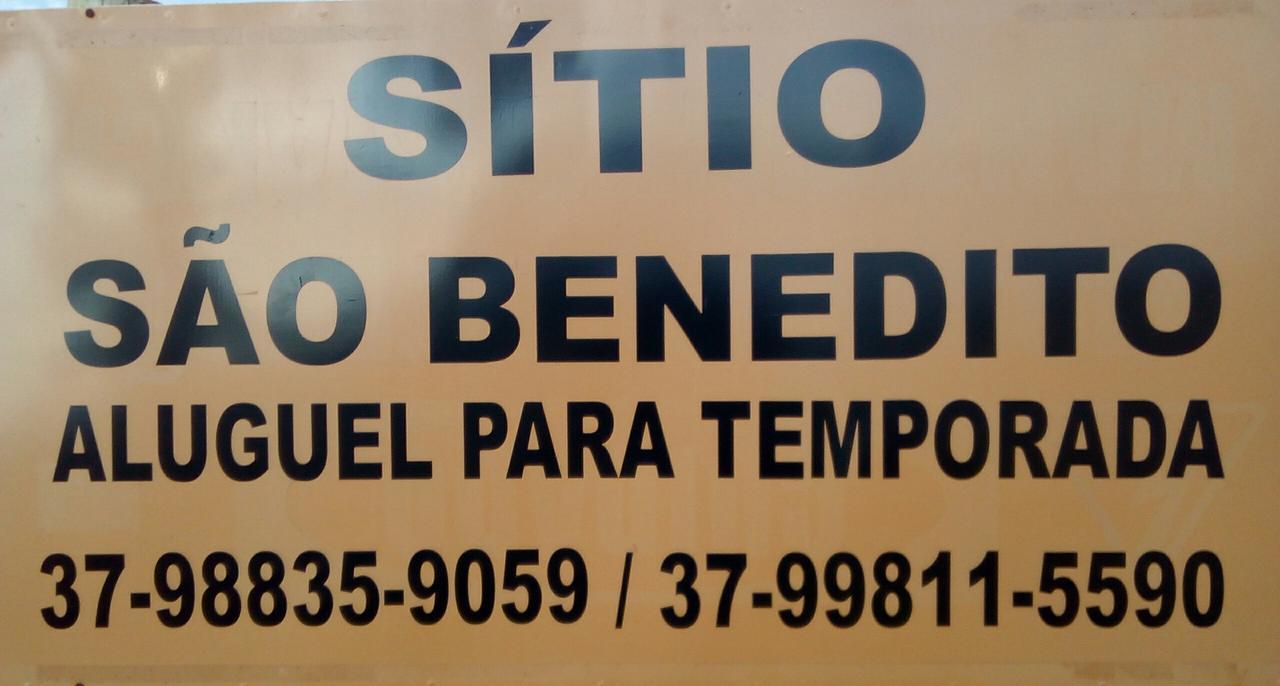 SÍTIO
SÃO BENEDITO
ALUGUEL PARA TEMPORADA
37-98835-9059 / 37-99811-5590